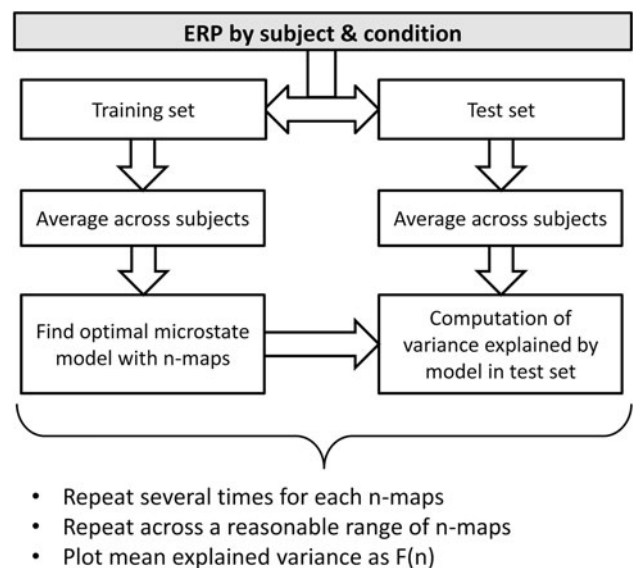 ERP by subject & condition
Training set
Test set
Average across subjects
Average across subjects
Find optimal microstate
model with n-maps
Computation of
variance explained by
model in test set
• Repeat several times for each n-maps
• Repeat across a reasonable range of n-maps
• Plot mean explained variance as F(n)